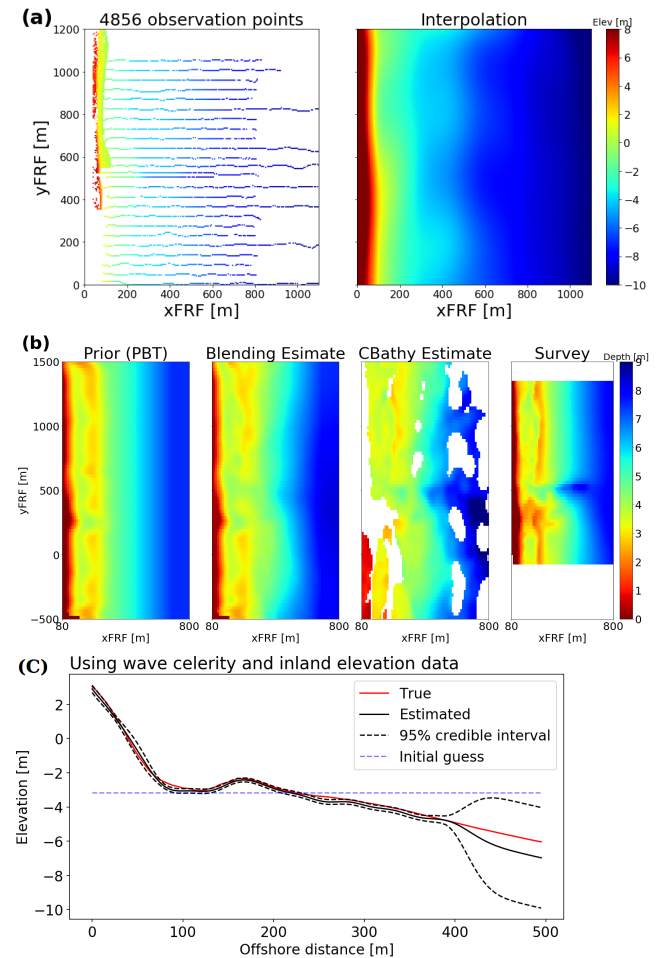 (a)
4856 observation points
Interpolation
Elev [m]
1200
1000
800
600
400
200
0
yFRF [m]
0 200 400 600 800 1000
xFRF [m]
0 200 400 600 800 1000
xFRF [m]
8
6
4
2
0
−2
−4
−6
−8
−10
(b)
Prior (PBT)
Blending Esimate
CBathy Estimate
Survey
Depth [m]
1500
1000
500
0
−500
yFRF [m]
80 800
xFRF [m]
xFRF [m]
80 800
xFRF [m]
80
xFRF [m]
9
8
7
6
5
4
3
2
1
0
(C)
Using wave celerity and inland elevation data
True
Estimated
95% credible interval
Initial guess
2
0
−2
−4
−6
−8
−10
Elevation [m]
0 100 200 300 400 500
Offshore distance [m]